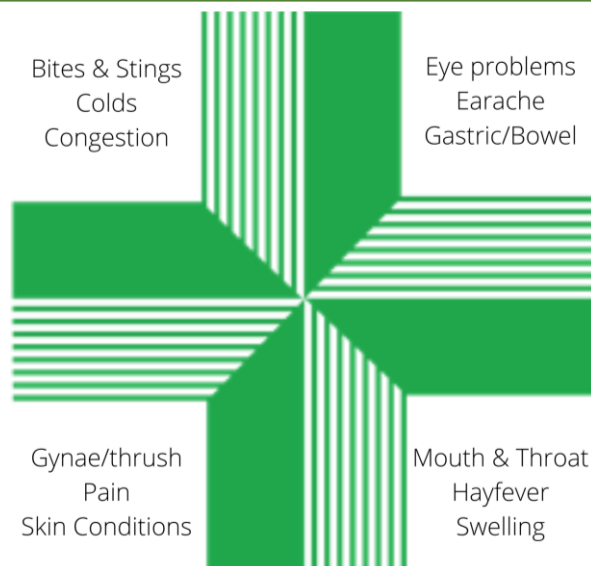 Bites & Stings
Colds
Congestion
Eye problems
Earache
Gastric/Bowel
Gynae/thrush
Pain
Skin Conditions
Mouth & Throat
Hayfever
Swelling